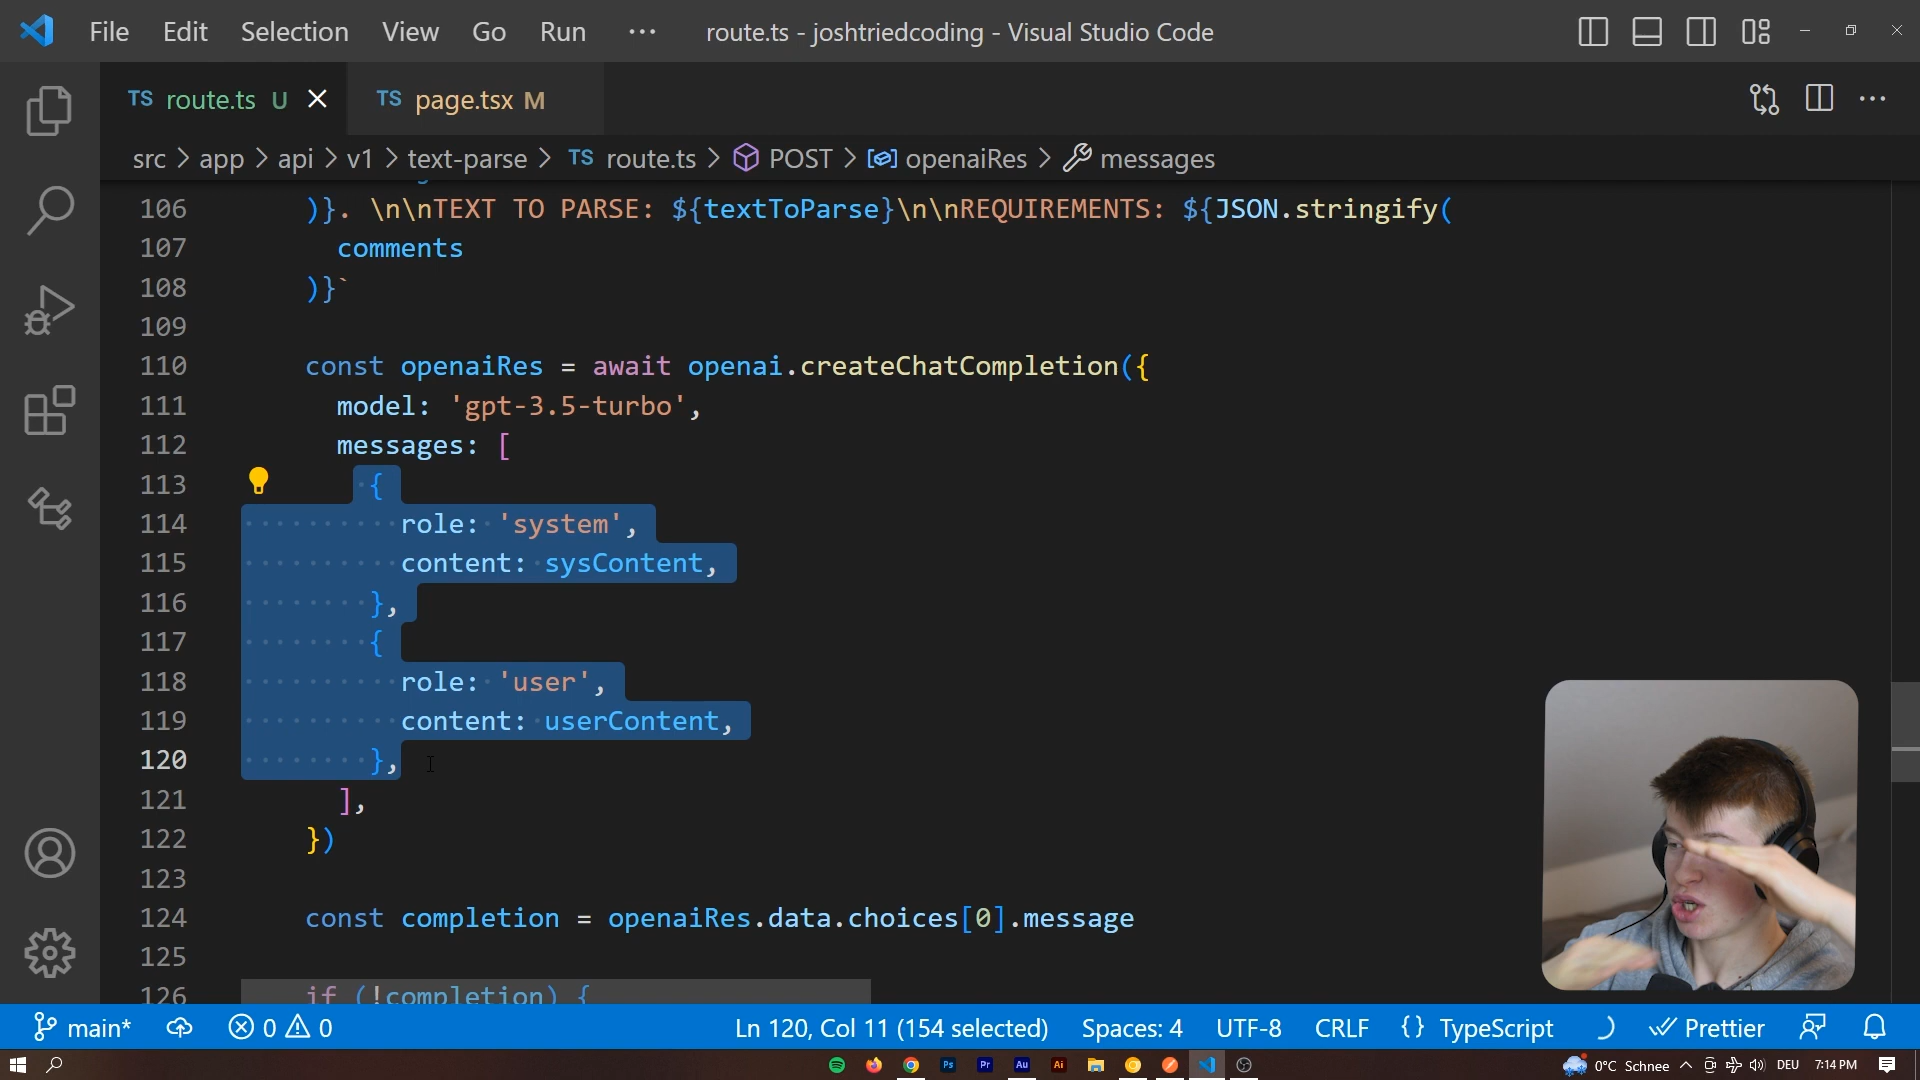 File Edit Selection View Go Run ··· route.ts - joshtriedcoding - Visual Studio Code
TS route.ts U TS page.tsx M
src > app > api > v1 > text-parse > TS route.ts > POST > openaiRes > messages
106 )}. \n\nTEXT TO PARSE: ${textToParse}\n\nREQUIREMENTS: ${JSON.stringify(
107 comments
108 )}`
109
110 const openaiRes = await openai.createChatCompletion({
111 model: 'gpt-3.5-turbo',
112 messages: [
113 {
114 role: 'system',
115 content: sysContent,
116 },
117 {
118 role: 'user',
119 content: userContent,
120 },
121 ],
122 })
123
124 const completion = openaiRes.data.choices[0].message
125
126 if (!completion) {
main* 0 0 Ln 120, Col 11 (154 selected) Spaces: 4 UTF-8 CRLF {} TypeScript Prettier
Ps Pr Au Ai 0°C Schnee DEU 7:14 PM